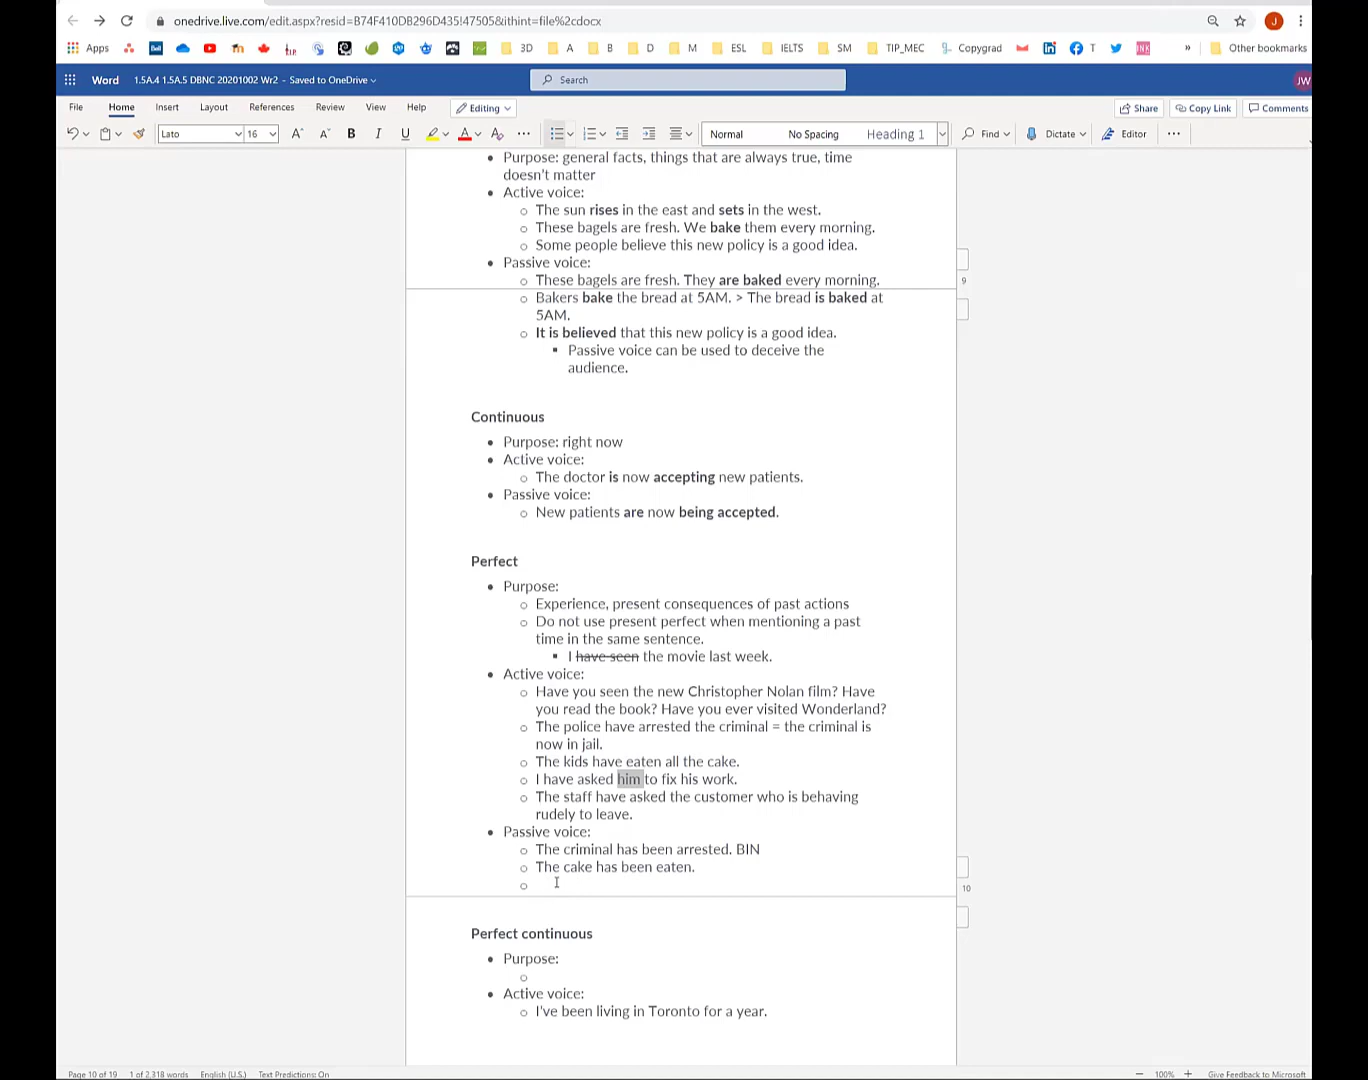 onedrive.live.com/edit.aspx?resid=B74F410DB296D435!47505&ithint=file%2cdocx
J
Apps 3D A B D M ESL IELTS SM TIP_MEC Copygrad T » Other bookmarks
Word 1.5A.4 1.5A.5 DBNC 20201002 Wr2 - Saved to OneDrive Search JW
File Home Insert Layout References Review View Help Editing Share Copy Link Comments
Lato 16 B I U Normal No Spacing Heading 1 Find Dictate Editor
Purpose: general facts, things that are always true, time
doesn't matter
Active voice:
The sun rises in the east and sets in the west.
These bagels are fresh. We bake them every morning.
Some people believe this new policy is a good idea.
Passive voice:
These bagels are fresh. They are baked every morning.
9
Bakers bake the bread at 5AM. > The bread is baked at
5AM.
It is believed that this new policy is a good idea.
Passive voice can be used to deceive the
audience.
Continuous
Purpose: right now
Active voice:
The doctor is now accepting new patients.
Passive voice:
New patients are now being accepted.
Perfect
Purpose:
Experience, present consequences of past actions
Do not use present perfect when mentioning a past
time in the same sentence.
I have seen the movie last week.
Active voice:
Have you seen the new Christopher Nolan film? Have
you read the book? Have you ever visited Wonderland?
The police have arrested the criminal = the criminal is
now in jail.
The kids have eaten all the cake.
I have asked him to fix his work.
The staff have asked the customer who is behaving
rudely to leave.
Passive voice:
The criminal has been arrested. BIN
The cake has been eaten.
10
Perfect continuous
Purpose:
Active voice:
I've been living in Toronto for a year.
Page 10 of 19 1 of 2,318 words English (U.S.) Text Predictions: On 100% Give Feedback to Microsoft